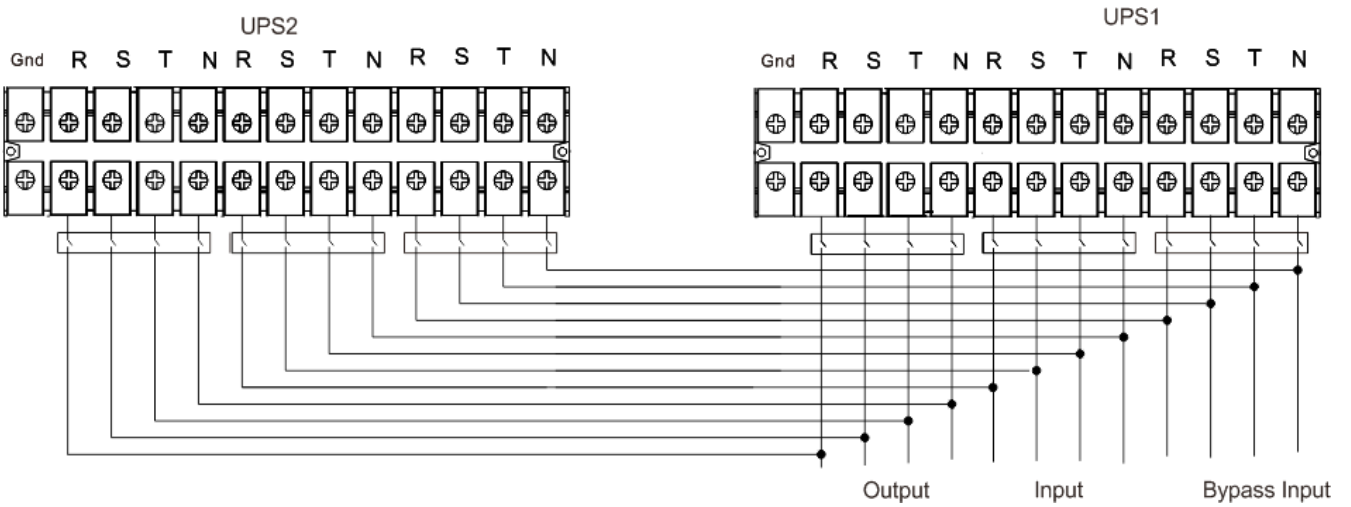 UPS2
UPS1
Gnd R S T N R S T N R S T N
Gnd R S T N R S T N R S T N
Output
Input
Bypass Input